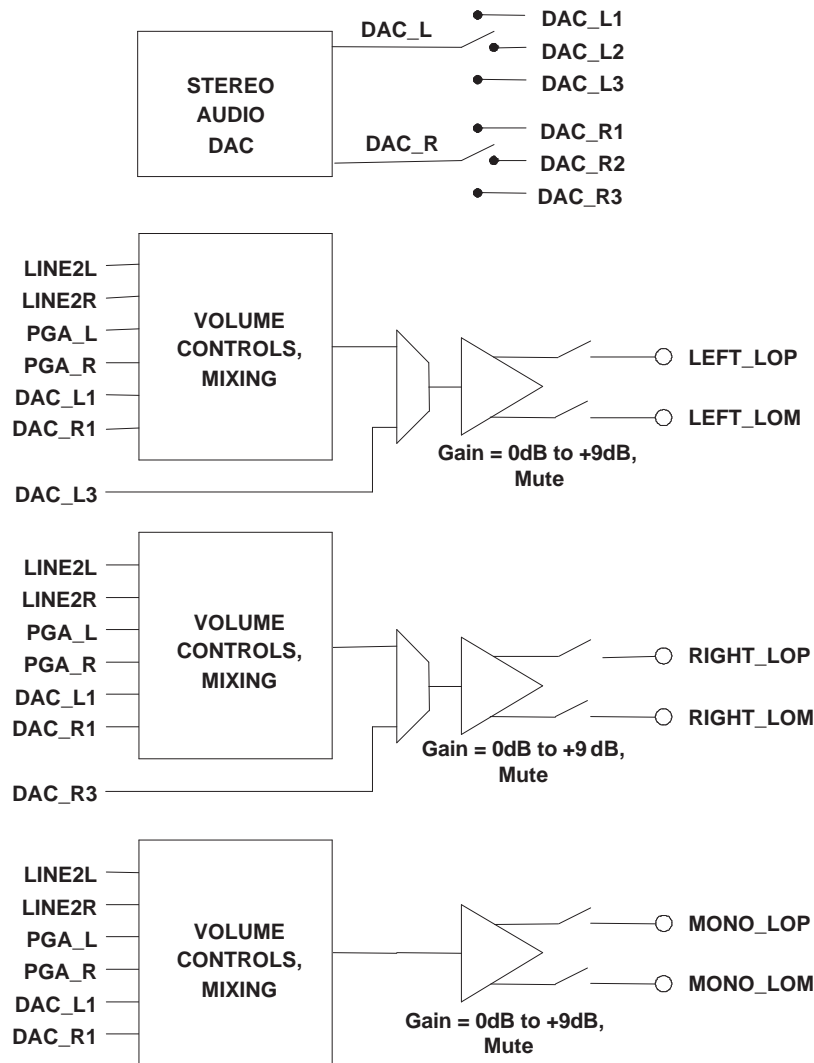 DAC_L
DAC_L1
DAC_L2
DAC_L3
STEREO
AUDIO
DAC
DAC_R
DAC_R1
DAC_R2
DAC_R3
LINE2L
LINE2R
PGA_L
PGA_R
DAC_L1
DAC_R1
VOLUME
CONTROLS,
MIXING
LEFT_LOP
LEFT_LOM
Gain = 0dB to +9dB,
Mute
DAC_L3
LINE2L
LINE2R
PGA_L
PGA_R
DAC_L1
DAC_R1
VOLUME
CONTROLS,
MIXING
RIGHT_LOP
RIGHT_LOM
Gain = 0dB to +9 dB,
Mute
DAC_R3
LINE2L
LINE2R
PGA_L
PGA_R
DAC_L1
DAC_R1
VOLUME
CONTROLS,
MIXING
MONO_LOP
MONO_LOM
Gain = 0dB to +9dB,
Mute